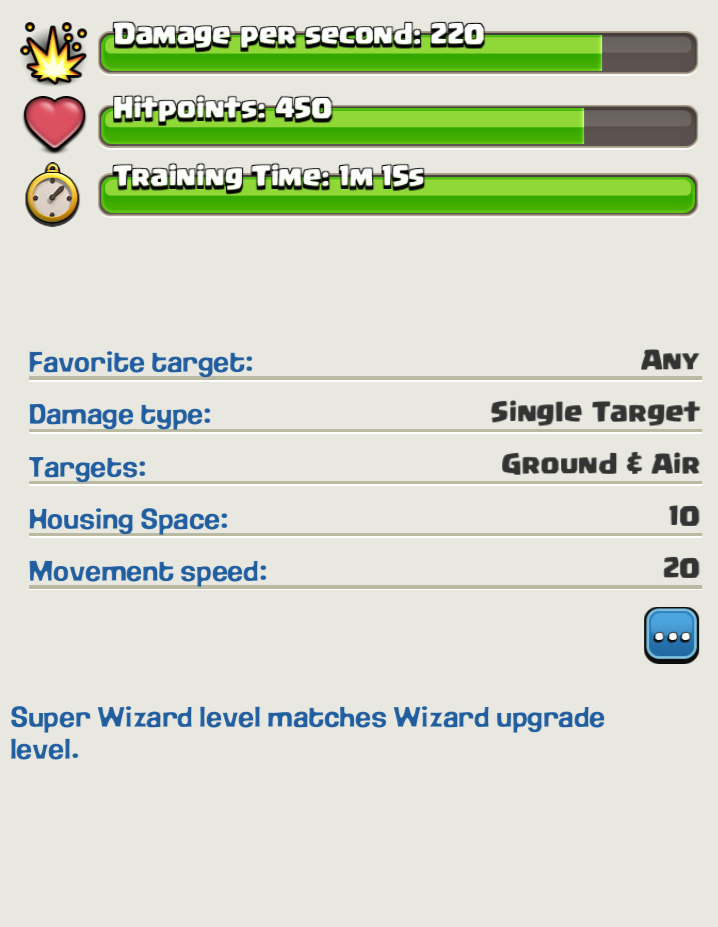 Damage per second: 220
Hitpoints: 450
Training Time: 1m 15s
Favorite target: Any
Damage type: Single Target
Targets: Ground & Air
Housing Space: 10
Movement speed: 20
Super Wizard level matches Wizard upgrade
level.